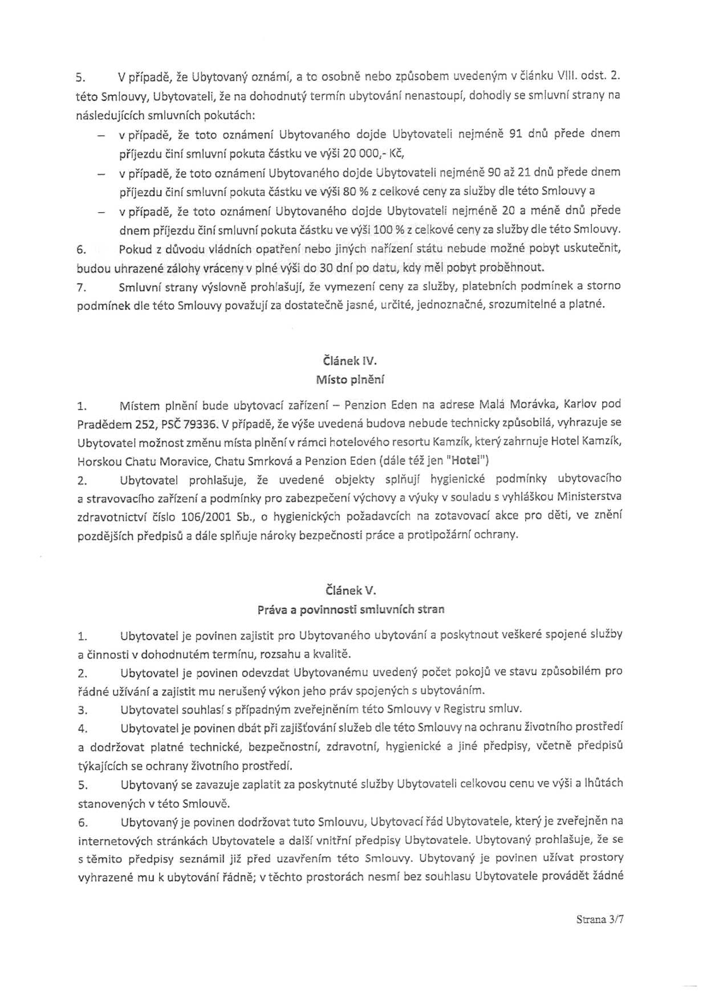 5. V případě, že Ubytovaný oznámí, a to osobně nebo způsobem uvedeným v článku VIII. odst. 2.
této Smlouvy, Ubytovateli, že na dohodnutý termín ubytování nenastoupí, dohodly se smluvní strany na
následujících smluvních pokutách:
– v případě, že toto oznámení Ubytovaného dojde Ubytovateli nejméně 91 dnů přede dnem
příjezdu činí smluvní pokuta částku ve výši 20 000,- Kč,
– v případě, že toto oznámení Ubytovaného dojde Ubytovateli nejméně 90 až 21 dnů přede dnem
příjezdu činí smluvní pokuta částku ve výši 80 % z celkové ceny za služby dle této Smlouvy a
– v případě, že toto oznámení Ubytovaného dojde Ubytovateli nejméně 20 a méně dnů přede
dnem příjezdu činí smluvní pokuta částku ve výši 100 % z celkové ceny za služby dle této Smlouvy.
6. Pokud z důvodu vládních opatření nebo jiných nařízení státu nebude možné pobyt uskutečnit,
budou uhrazené zálohy vráceny v plné výši do 30 dní po datu, kdy měl pobyt proběhnout.
7. Smluvní strany výslovně prohlašují, že vymezení ceny za služby, platebních podmínek a storno
podmínek dle této Smlouvy považují za dostatečně jasné, určité, jednoznačné, srozumitelné a platné.
Článek IV.
Místo plnění
1. Místem plnění bude ubytovací zařízení – Penzion Eden na adrese Malá Morávka, Karlov pod
Pradědem 252, PSČ 79336. V případě, že výše uvedená budova nebude technicky způsobilá, vyhrazuje se
Ubytovatel možnost změnu místa plnění v rámci hotelového resortu Kamzík, který zahrnuje Hotel Kamzík,
Horskou Chatu Moravice, Chatu Smrková a Penzion Eden (dále též jen "Hotel")
2. Ubytovatel prohlašuje, že uvedené objekty splňují hygienické podmínky ubytovacího
a stravovacího zařízení a podmínky pro zabezpečení výchovy a výuky v souladu s vyhláškou Ministerstva
zdravotnictví číslo 106/2001 Sb., o hygienických požadavcích na zotavovací akce pro děti, ve znění
pozdějších předpisů a dále splňuje nároky bezpečnosti práce a protipožární ochrany.
Článek V.
Práva a povinnosti smluvních stran
1. Ubytovatel je povinen zajistit pro Ubytovaného ubytování a poskytnout veškeré spojené služby
a činnosti v dohodnutém termínu, rozsahu a kvalitě.
2. Ubytovatel je povinen odevzdat Ubytovanému uvedený počet pokojů ve stavu způsobilém pro
řádné užívání a zajistit mu nerušený výkon jeho práv spojených s ubytováním.
3. Ubytovatel souhlasí s případným zveřejněním této Smlouvy v Registru smluv.
4. Ubytovatel je povinen dbát při zajišťování služeb dle této Smlouvy na ochranu životního prostředí
a dodržovat platné technické, bezpečnostní, zdravotní, hygienické a jiné předpisy, včetně předpisů
týkajících se ochrany životního prostředí.
5. Ubytovaný se zavazuje zaplatit za poskytnuté služby Ubytovateli celkovou cenu ve výši a lhůtách
stanovených v této Smlouvě.
6. Ubytovaný je povinen dodržovat tuto Smlouvu, Ubytovací řád Ubytovatele, který je zveřejněn na
internetových stránkách Ubytovatele a další vnitřní předpisy Ubytovatele. Ubytovaný prohlašuje, že se
s těmito předpisy seznámil již před uzavřením této Smlouvy. Ubytovaný je povinen užívat prostory
vyhrazené mu k ubytování řádně; v těchto prostorách nesmí bez souhlasu Ubytovatele provádět žádné
Strana 3/7